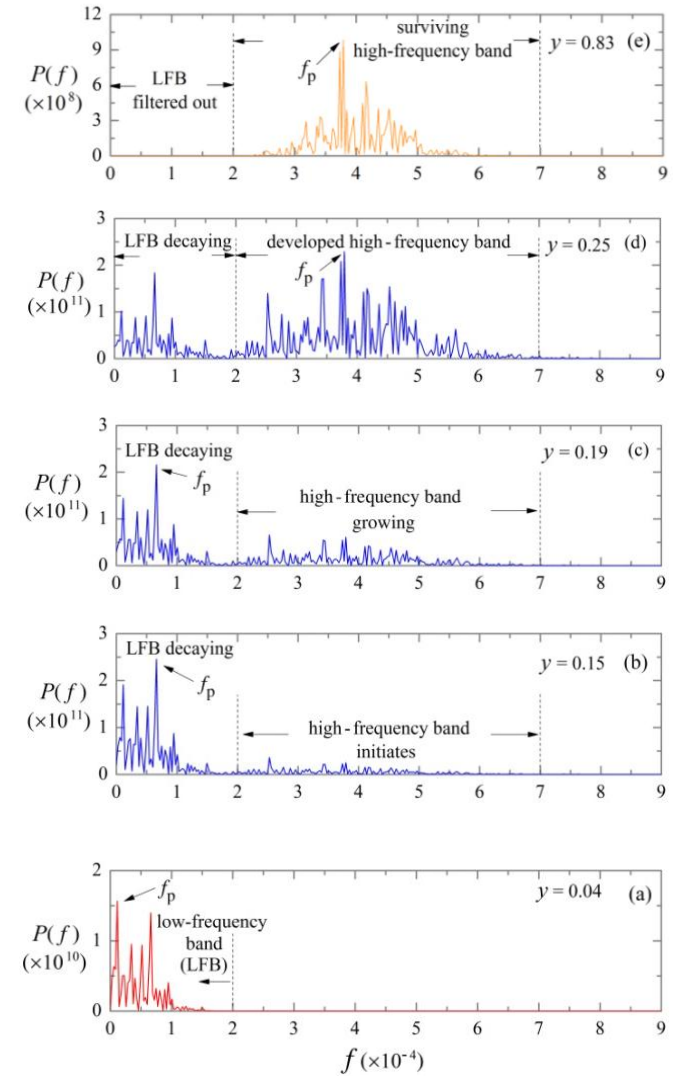 12
9
6
3
0
P(f)
(×10⁸)
LFB
filtered out
surviving
high-frequency band
fₚ
y = 0.83 (e)
0 1 2 3 4 5 6 7 8 9
3
2
1
0
P(f)
(×10¹¹)
LFB decaying
developed high-frequency band
fₚ
y = 0.25 (d)
0 1 2 3 4 5 6 7 8 9
3
2
1
0
P(f)
(×10¹¹)
LFB decaying
fₚ
high-frequency band
growing
y = 0.19 (c)
0 1 2 3 4 5 6 7 8 9
3
2
1
0
P(f)
(×10¹¹)
LFB decaying
fₚ
high-frequency band
initiates
y = 0.15 (b)
0 1 2 3 4 5 6 7 8 9
2
1
0
P(f)
(×10¹⁰)
fₚ
low-frequency
band
(LFB)
y = 0.04 (a)
0 1 2 3 4 5 6 7 8 9
f (×10⁻⁴)